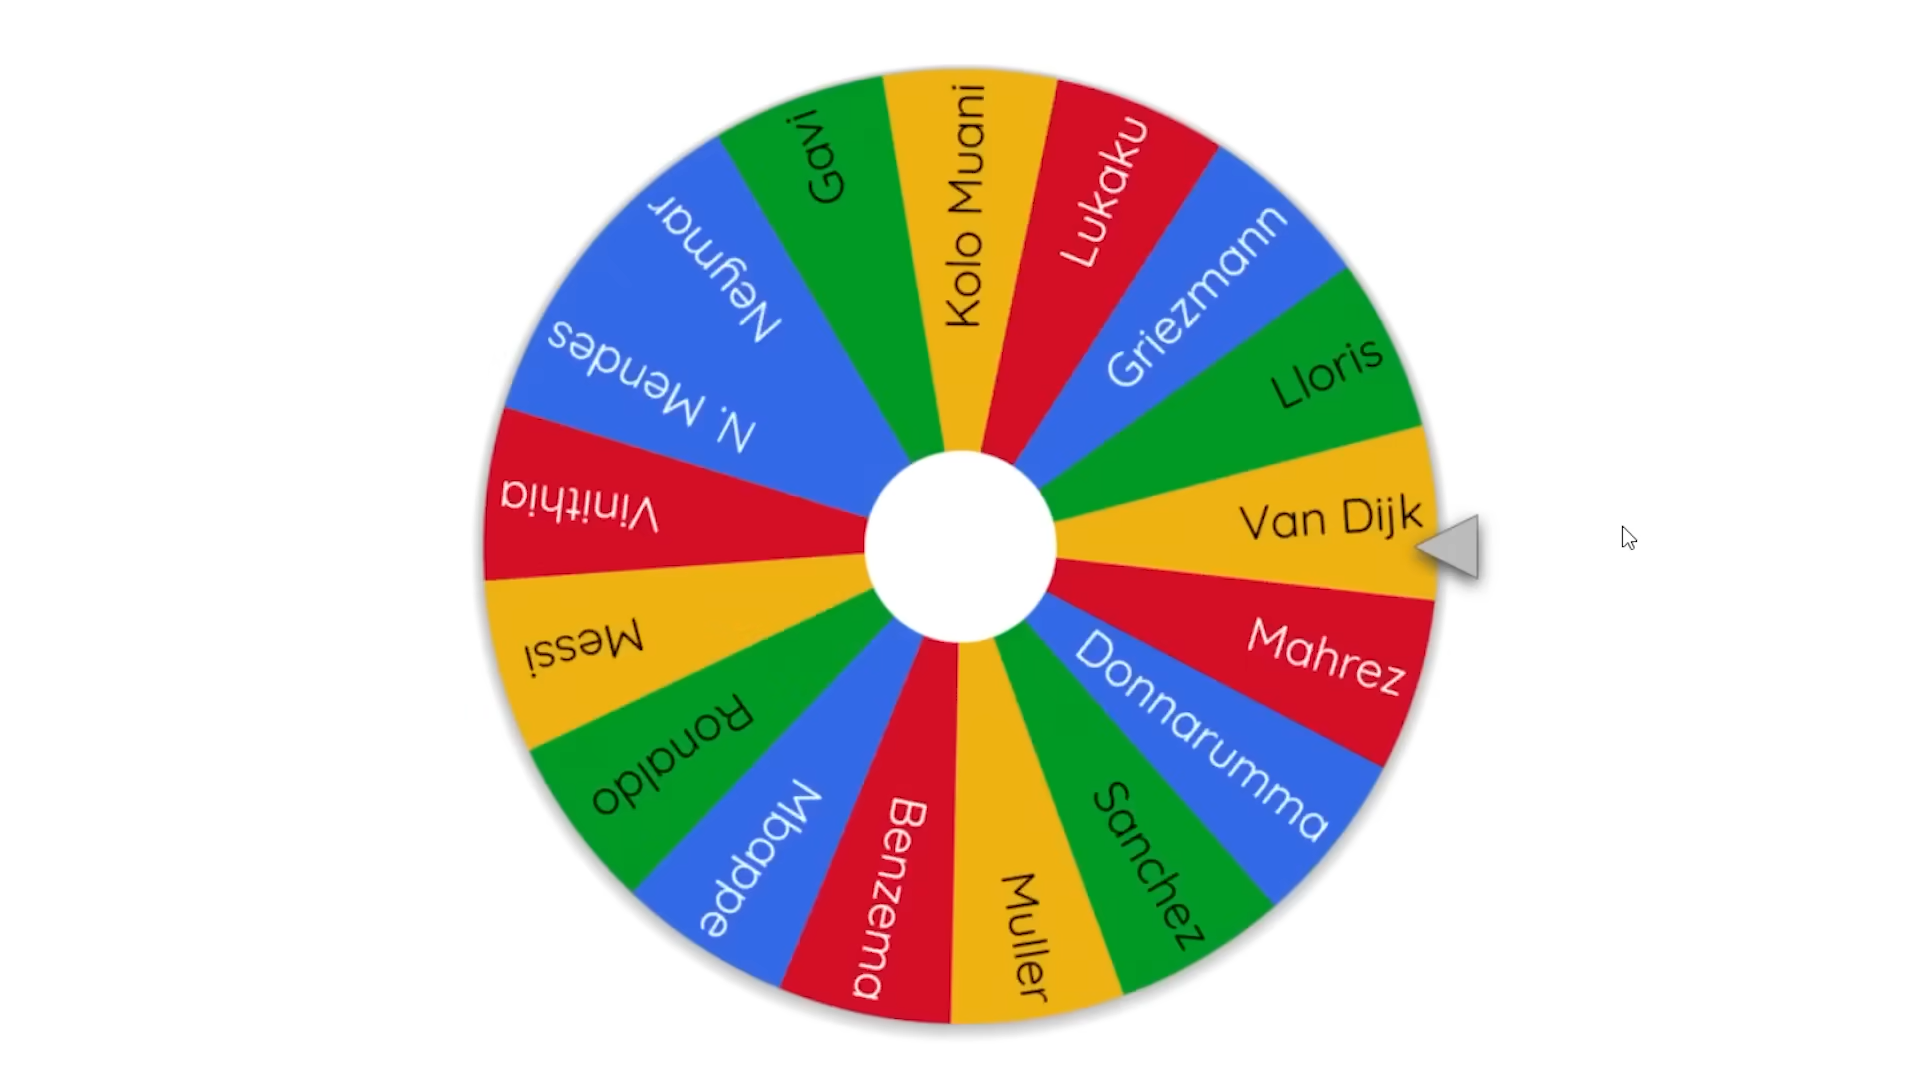 Kolo Muani
Lukaku
Griezmann
Lloris
Van Dijk
Mahrez
Donnarumma
Sanchez
Muller
Benzema
Mbappe
Ronaldo
Messi
Vinithia
N. Mendes
Neymar
Gavi